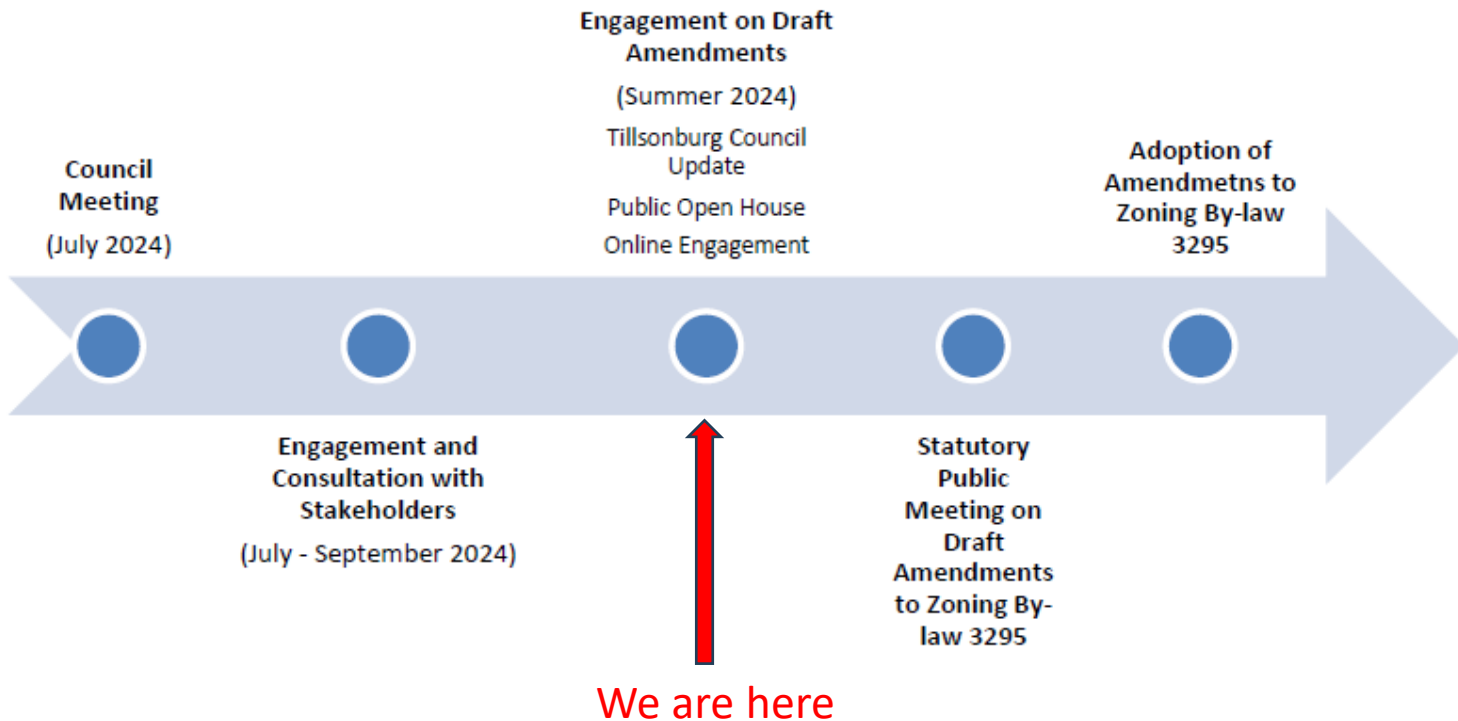 Council
Meeting
(July 2024)
Engagement and
Consultation with
Stakeholders
(July - September 2024)
Engagement on Draft
Amendments
(Summer 2024)
Tillsonburg Council
Update
Public Open House
Online Engagement
We are here
Statutory
Public
Meeting on
Draft
Amendments
to Zoning By-
law 3295
Adoption of
Amendmetns to
Zoning By-law
3295